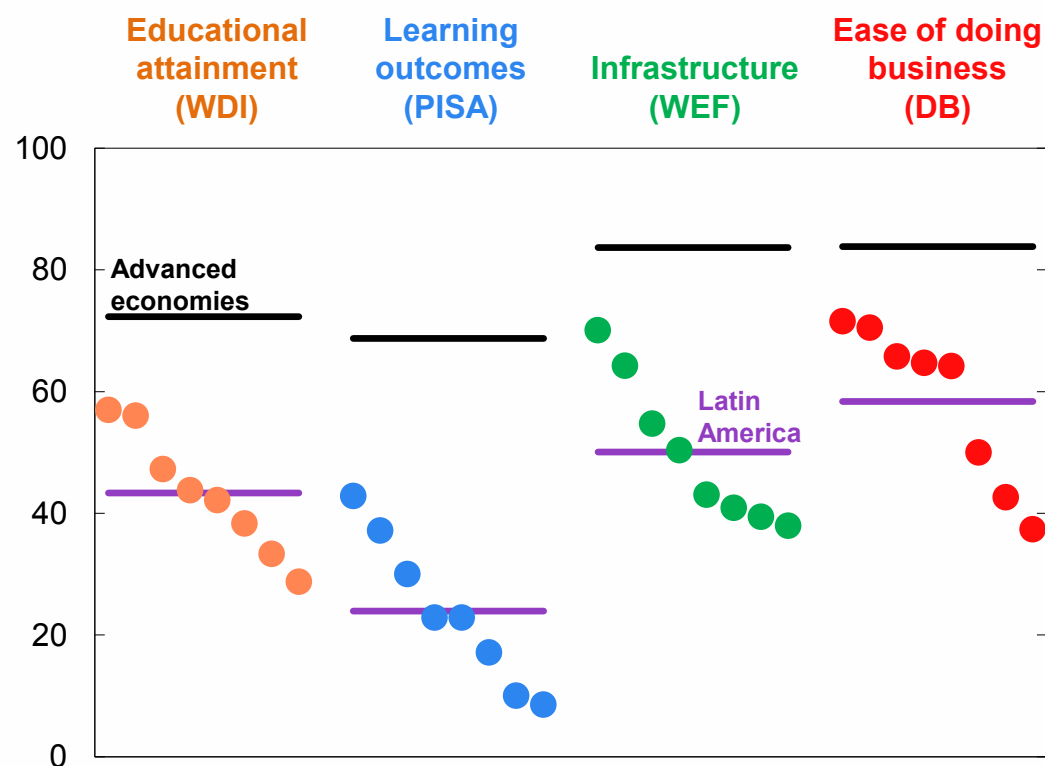 Educational
attainment
(WDI)
Learning
outcomes
(PISA)
Infrastructure
(WEF)
Ease of doing
business
(DB)
100
80
60
40
20
0
Advanced
economies
Latin
America